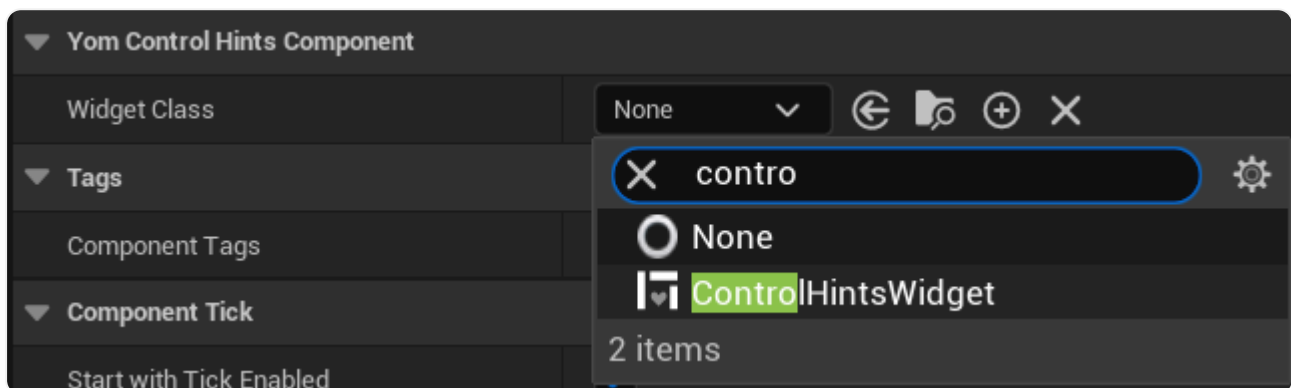 Yom Control Hints Component
Widget Class
None
Tags
contro
Component Tags
None
ControlHintsWidget
Component Tick
2 items
Start with Tick Enabled